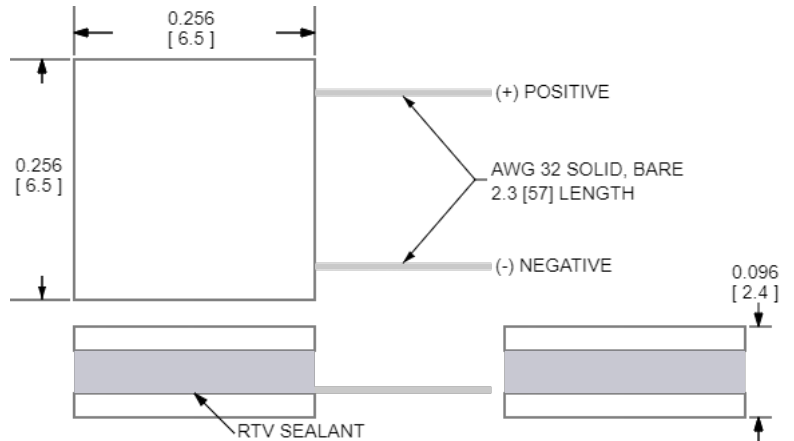 0.256
[ 6.5 ]
(+) POSITIVE
0.256
[ 6.5 ]
AWG 32 SOLID, BARE
2.3 [57] LENGTH
(-) NEGATIVE
0.096
[ 2.4 ]
RTV SEALANT